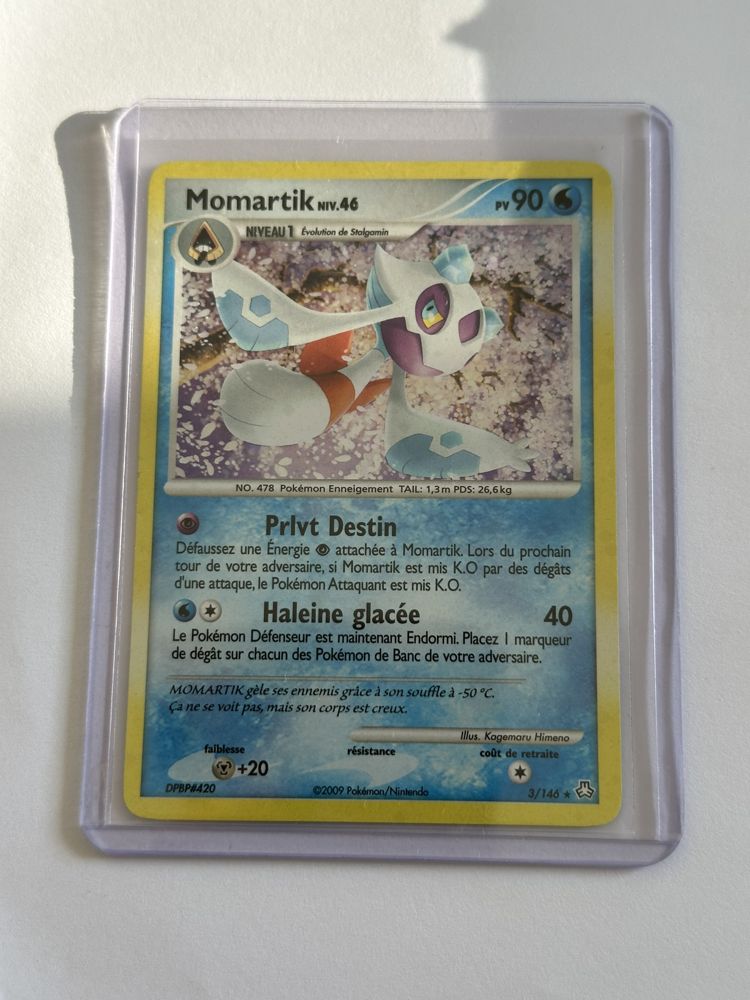 Momartik NIV.46 PV 90
NIVEAU 1 Évolution de Stalgamin
NO. 478 Pokémon Enneigement TAIL: 1,3 m PDS: 26,6 kg
Prlvt Destin
Défaussez une Énergie attachée à Momartik. Lors du prochain
tour de votre adversaire, si Momartik est mis K.O par des dégâts
d'une attaque, le Pokémon Attaquant est mis K.O.
Haleine glacée 40
Le Pokémon Défenseur est maintenant Endormi. Placez 1 marqueur
de dégât sur chacun des Pokémon de Banc de votre adversaire.
MOMARTIK gèle ses ennemis grâce à son souffle à -50 ºC.
Ça ne se voit pas, mais son corps est creux.
Illus. Kagemaru Himeno
faiblesse résistance coût de retraite
+20
DPBP#420 ©2009 Pokémon/Nintendo 3/146 ★